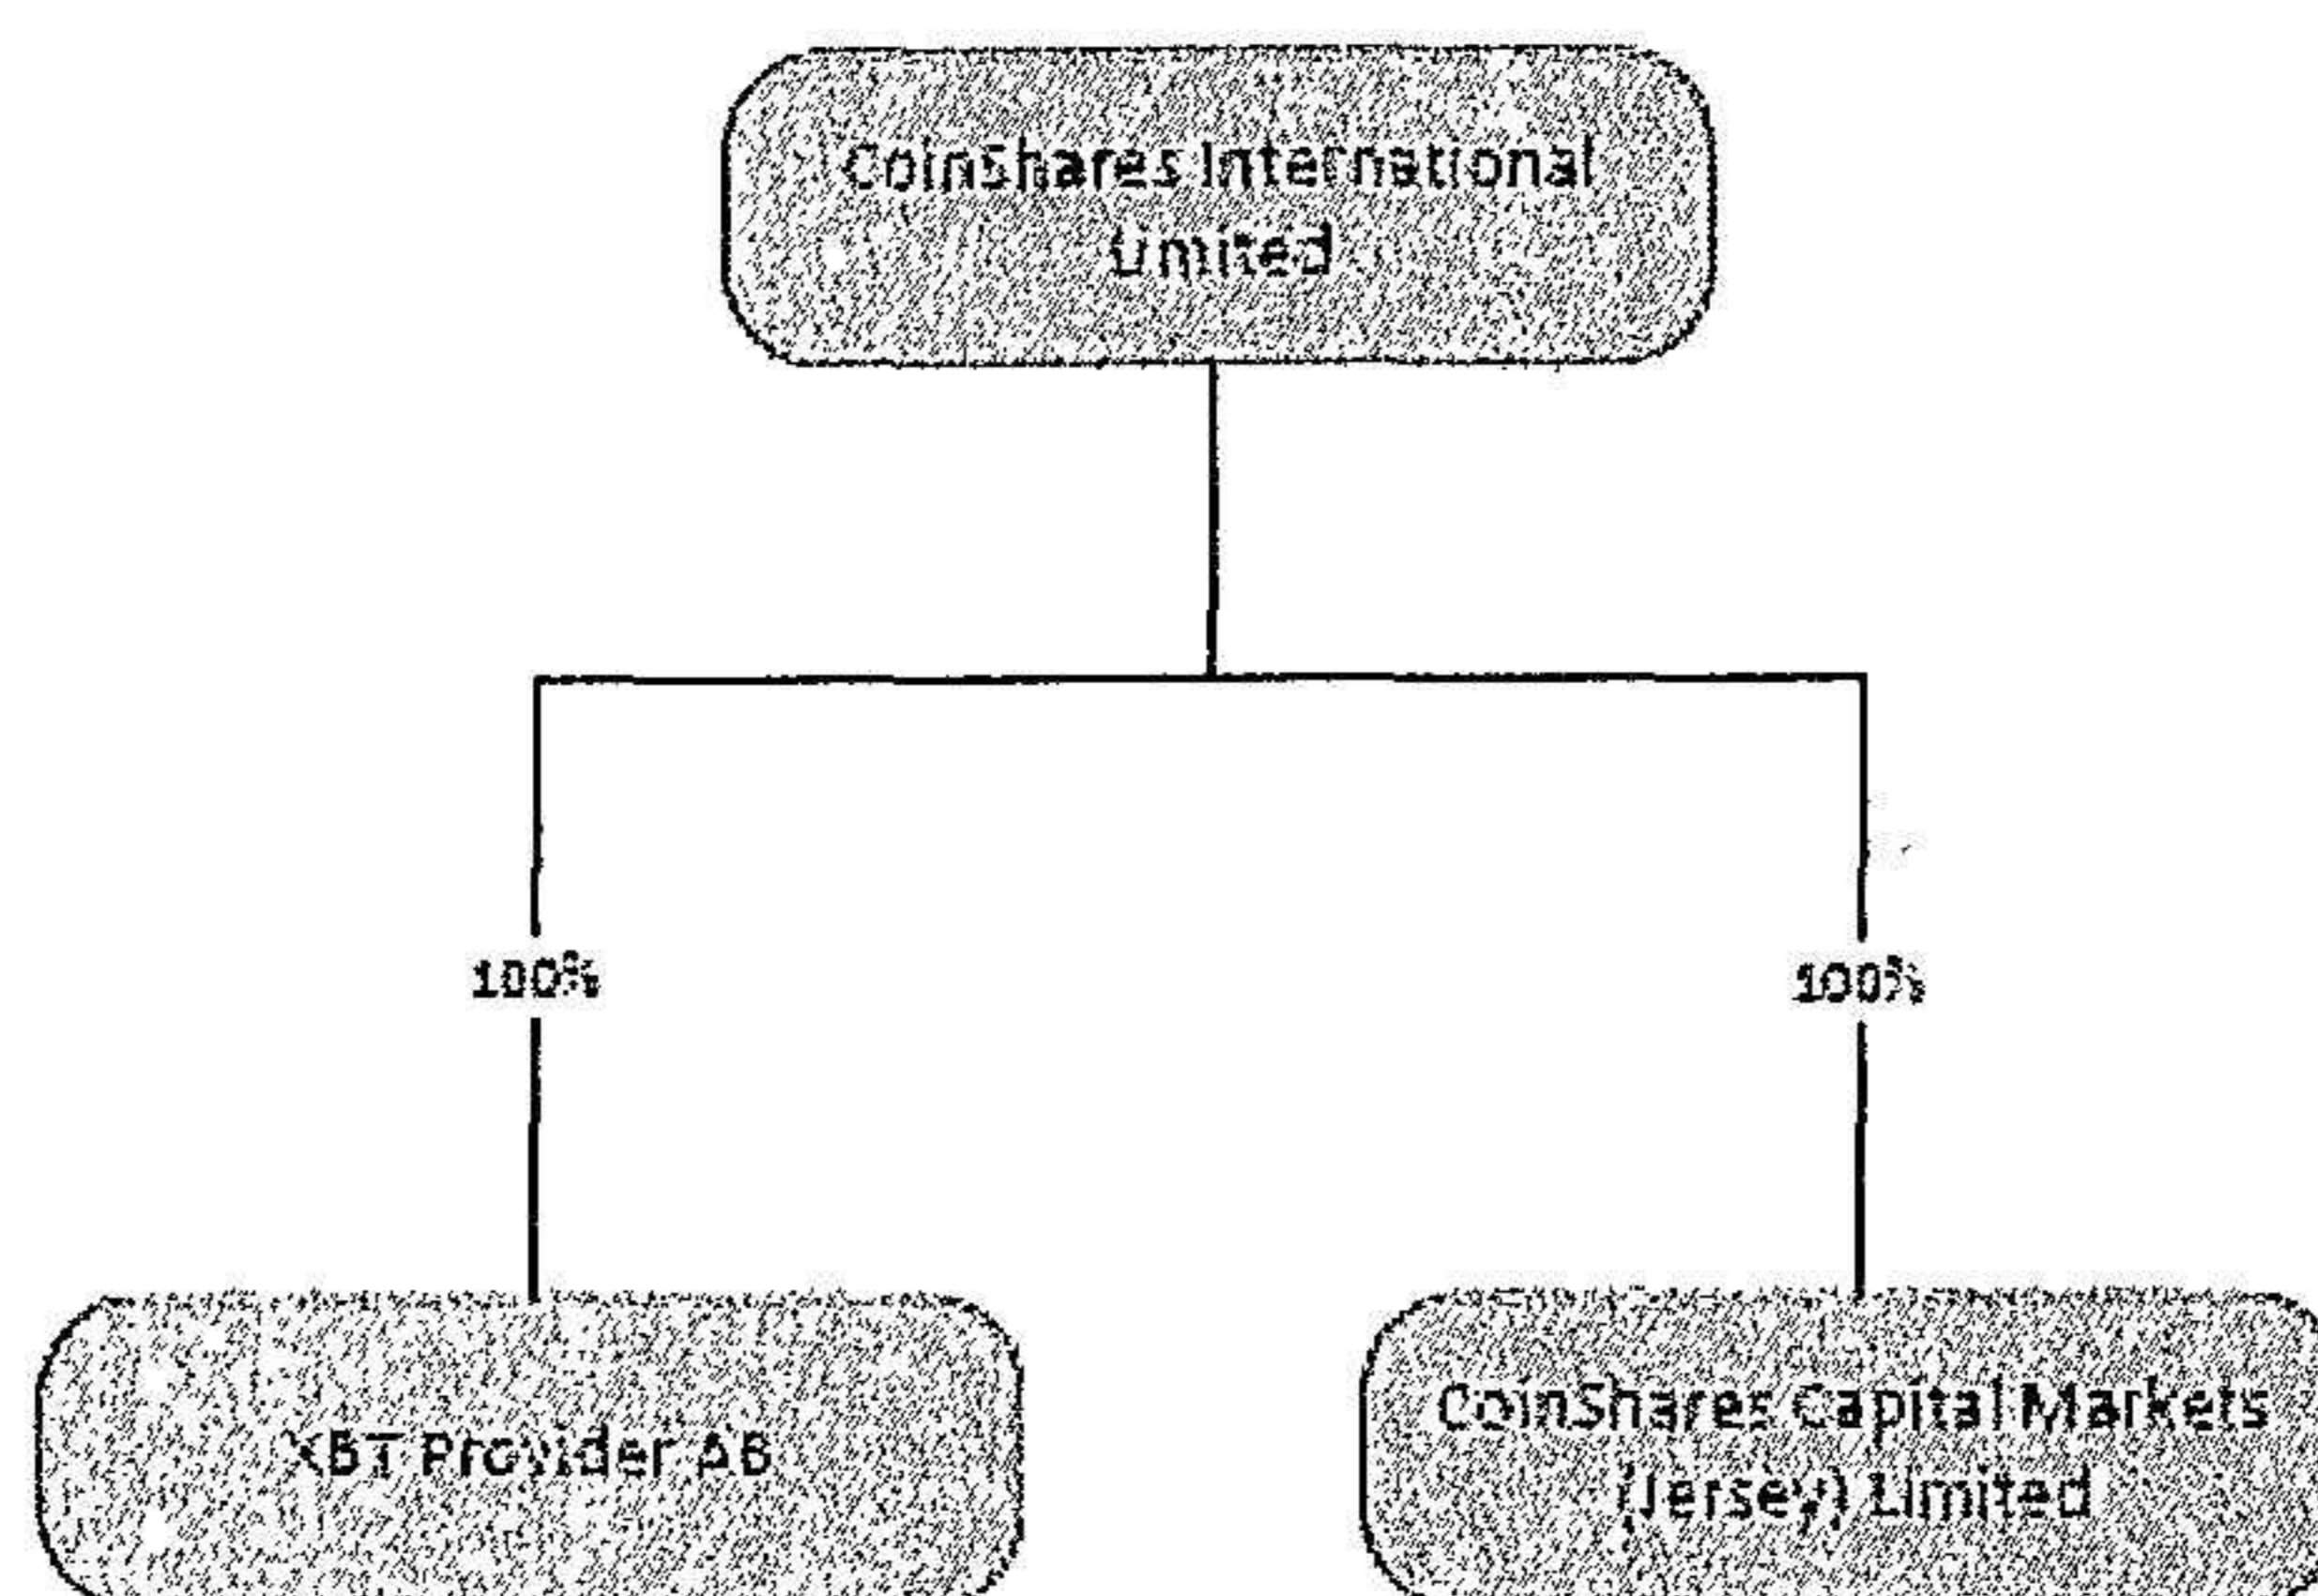 CoinShares International
Limited
100%
100%
XBT Provider AB
CoinShares Capital Markets
(Jersey) Limited